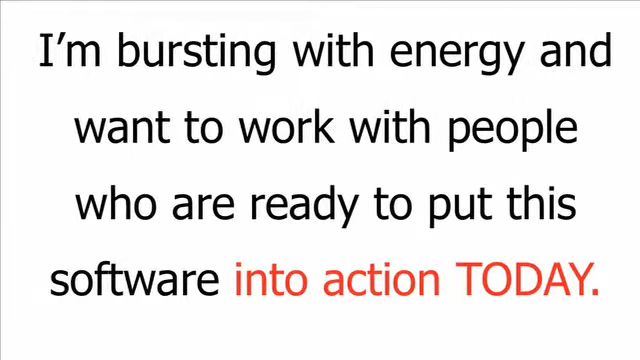 I’m bursting with energy and
want to work with people
who are ready to put this
software into action TODAY.